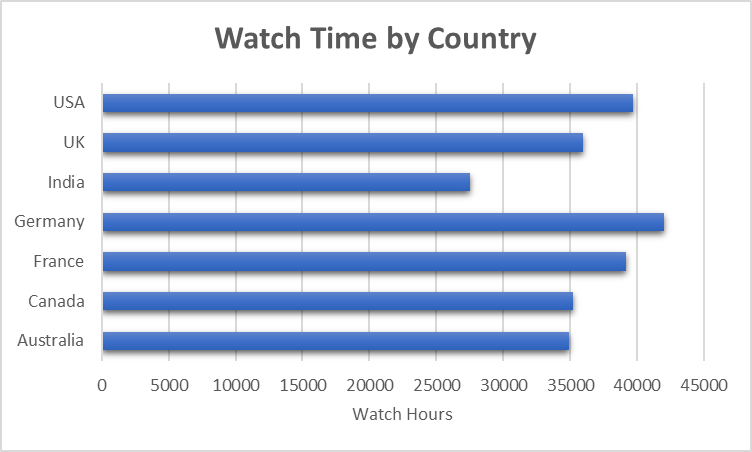 Watch Time by Country
USA
UK
India
Germany
France
Canada
Australia
0 5000 10000 15000 20000 25000 30000 35000 40000 45000
Watch Hours